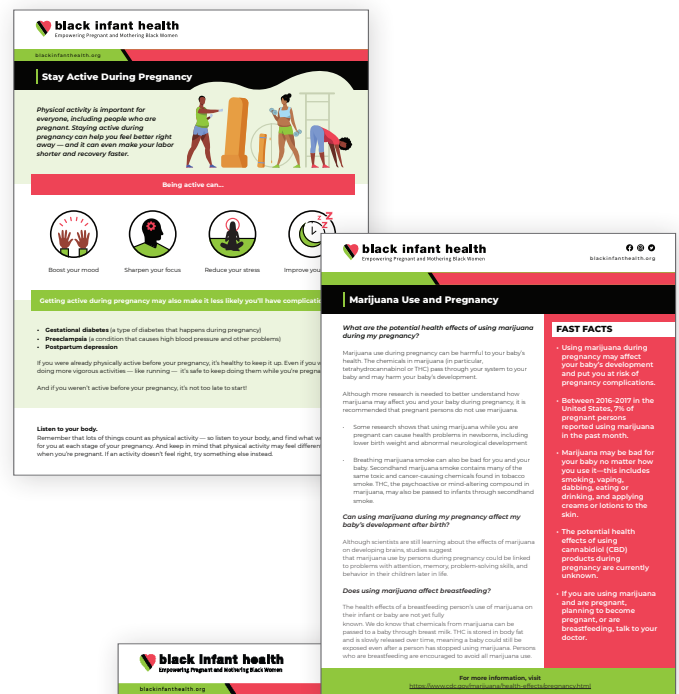 black infant health
Empowering Pregnant and Mothering Black Women
blackinfanthealth.org
Stay Active During Pregnancy
Physical activity is important for
everyone, including people who are
pregnant. Staying active during
pregnancy can help you feel better right
away — and it can even make your labor
shorter and recovery faster.
Being active can...
z z
z
Boost your mood
Sharpen your focus
Reduce your stress
Improve you
Getting active during pregnancy may also make it less likely you'll have complicatio
• Gestational diabetes (a type of diabetes that happens during pregnancy)
• Preeclampsia (a condition that causes high blood pressure and other problems)
• Postpartum depression
If you were already physically active before your pregnancy, it's healthy to keep it up. Even if you w
doing more vigorous activities — like running — it's safe to keep doing them while you're pregna
And if you weren't active before your pregnancy, it's not too late to start!
Listen to your body.
Remember that lots of things count as physical activity — so listen to your body, and find what w
for you at each stage of your pregnancy. And keep in mind that physical activity may feel differen
when you're pregnant. If an activity doesn't feel right, try something else instead.
black infant health
Empowering Pregnant and Mothering Black Women
blackinfanthealth.org
Marijuana Use and Pregnancy
What are the potential health effects of using marijuana
during my pregnancy?
Marijuana use during pregnancy can be harmful to your baby's
health. The chemicals in marijuana (in particular,
tetrahydrocannabinol or THC) pass through your system to your
baby and may harm your baby's development.
Although more research is needed to better understand how
marijuana may affect you and your baby during pregnancy, it is
recommended that pregnant persons do not use marijuana.
• Some research shows that using marijuana while you are
pregnant can cause health problems in newborns, including
lower birth weight and abnormal neurological development
• Breathing marijuana smoke can also be bad for you and your
baby. Secondhand marijuana smoke contains many of the
same toxic and cancer-causing chemicals found in tobacco
smoke. THC, the psychoactive or mind-altering compound in
marijuana, may also be passed to infants through secondhand
smoke.
Can using marijuana during my pregnancy affect my
baby's development after birth?
Although scientists are still learning about the effects of marijuana
on developing brains, studies suggest
that marijuana use by persons during pregnancy could be linked
to problems with attention, memory, problem-solving skills, and
behavior in their children later in life.
Does using marijuana affect breastfeeding?
The health effects of a breastfeeding person's use of marijuana on
their infant or baby are not yet fully
known. We do know that chemicals from marijuana can be
passed to a baby through breast milk. THC is stored in body fat
and is slowly released over time, meaning a baby could still be
exposed even after a person has stopped using marijuana. Persons
who are breastfeeding are encouraged to avoid all marijuana use.
FAST FACTS
• Using marijuana during
pregnancy may affect
your baby's development
and put you at risk of
pregnancy complications.
• Between 2016-2017 in the
United States, 7% of
pregnant persons
reported using marijuana
in the past month.
• Marijuana may be bad for
your baby no matter how
you use it—this includes
smoking, vaping,
dabbing, eating or
drinking, and applying
creams or lotions to the
skin.
• The potential health
effects of using
cannabidiol (CBD)
products during
pregnancy are currently
unknown.
• If you are using marijuana
and are pregnant,
planning to become
pregnant, or are
breastfeeding, talk to your
doctor.
For more information, visit
https://www.cdc.gov/marijuana/health-effects/pregnancy.html
black infant health
Empowering Pregnant and Mothering Black Women
blackinfanthealth.org